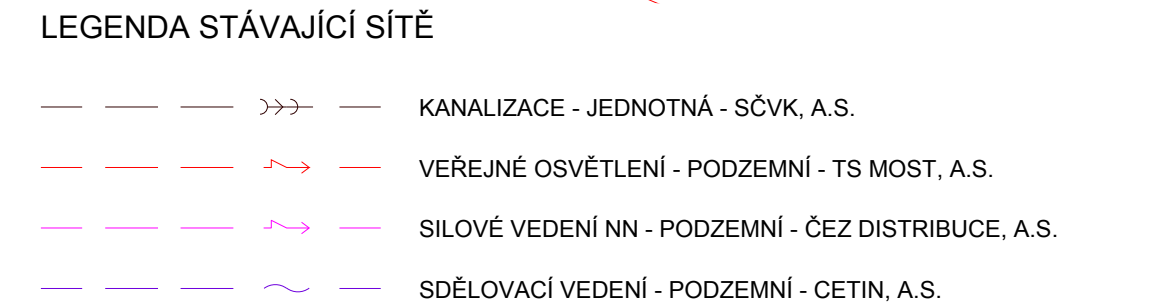 LEGENDA STÁVAJÍCÍ SÍTĚ
KANALIZACE - JEDNOTNÁ - SČVK, A.S.
VEŘEJNÉ OSVĚTLENÍ - PODZEMNÍ - TS MOST, A.S.
SILOVÉ VEDENÍ NN - PODZEMNÍ - ČEZ DISTRIBUCE, A.S.
SDĚLOVACÍ VEDENÍ - PODZEMNÍ - CETIN, A.S.